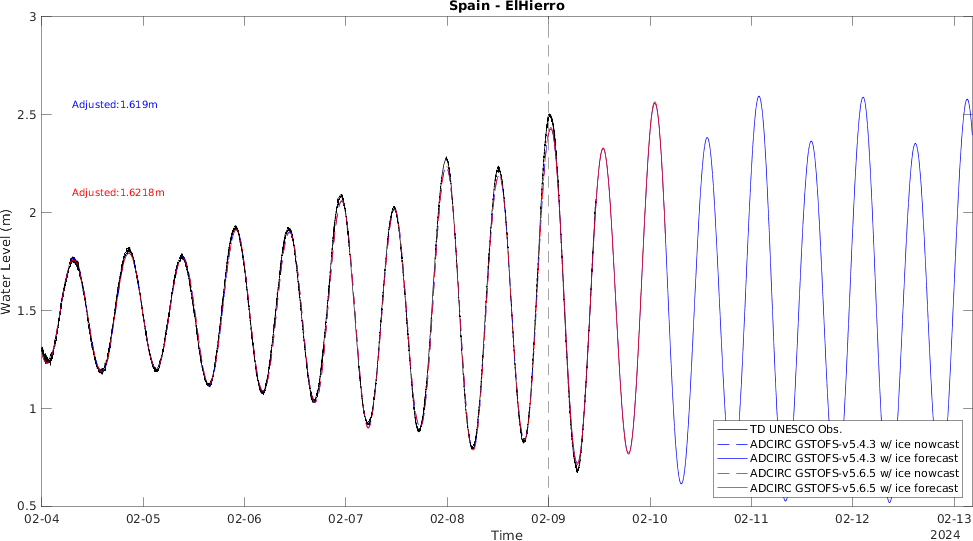 Spain - ElHierro
3
2.5
2
1.5
1
0.5
Water Level (m)
Adjusted:1.619m
Adjusted:1.6218m
TD UNESCO Obs.
ADCIRC GSTOFS-v5.4.3 w/ ice nowcast
ADCIRC GSTOFS-v5.4.3 w/ ice forecast
ADCIRC GSTOFS-v5.6.5 w/ ice nowcast
ADCIRC GSTOFS-v5.6.5 w/ ice forecast
02-04 02-05 02-06 02-07 02-08 02-09 02-10 02-11 02-12 02-13
Time
2024